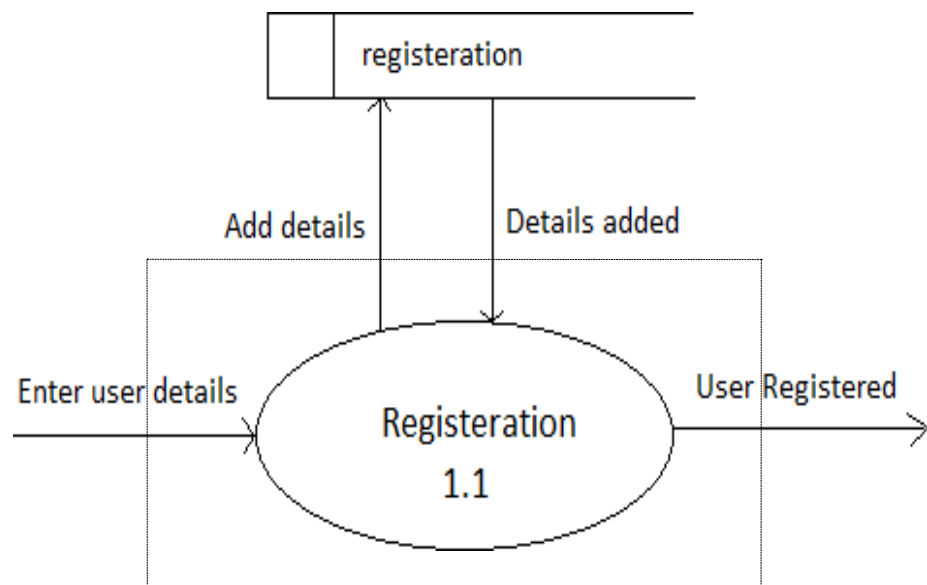 registeration
Add details
Details added
Enter user details
User Registered
Registeration
1.1